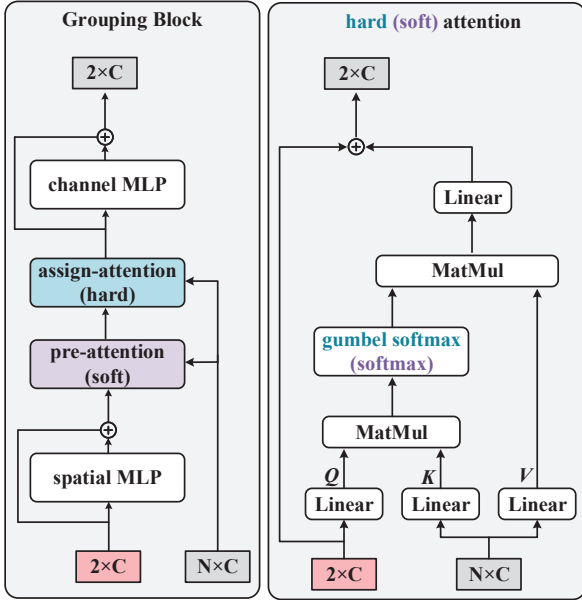 Grouping Block
2×C
channel MLP
assign-attention
(hard)
pre-attention
(soft)
spatial MLP
2×C
N×C
hard (soft) attention
2×C
Linear
MatMul
gumbel softmax
(softmax)
MatMul
Q
K
V
Linear
Linear
Linear
2×C
N×C